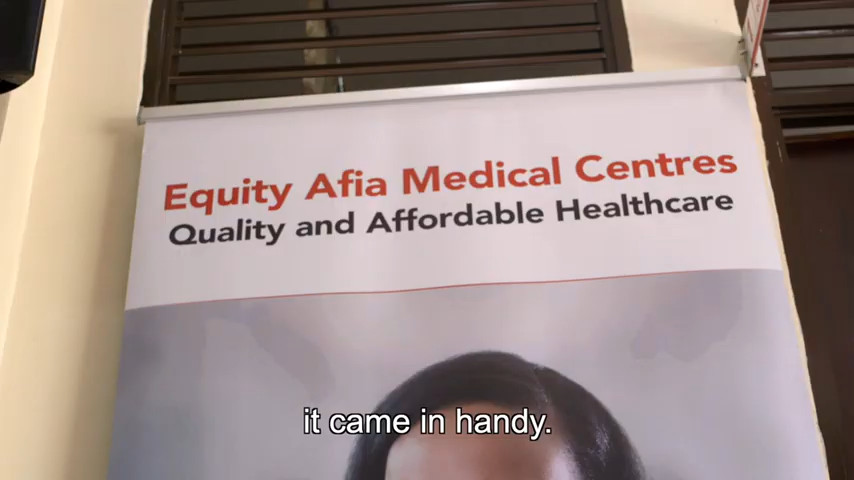 Equity Afia Medical Centres
Quality and Affordable Healthcare
it came in handy.